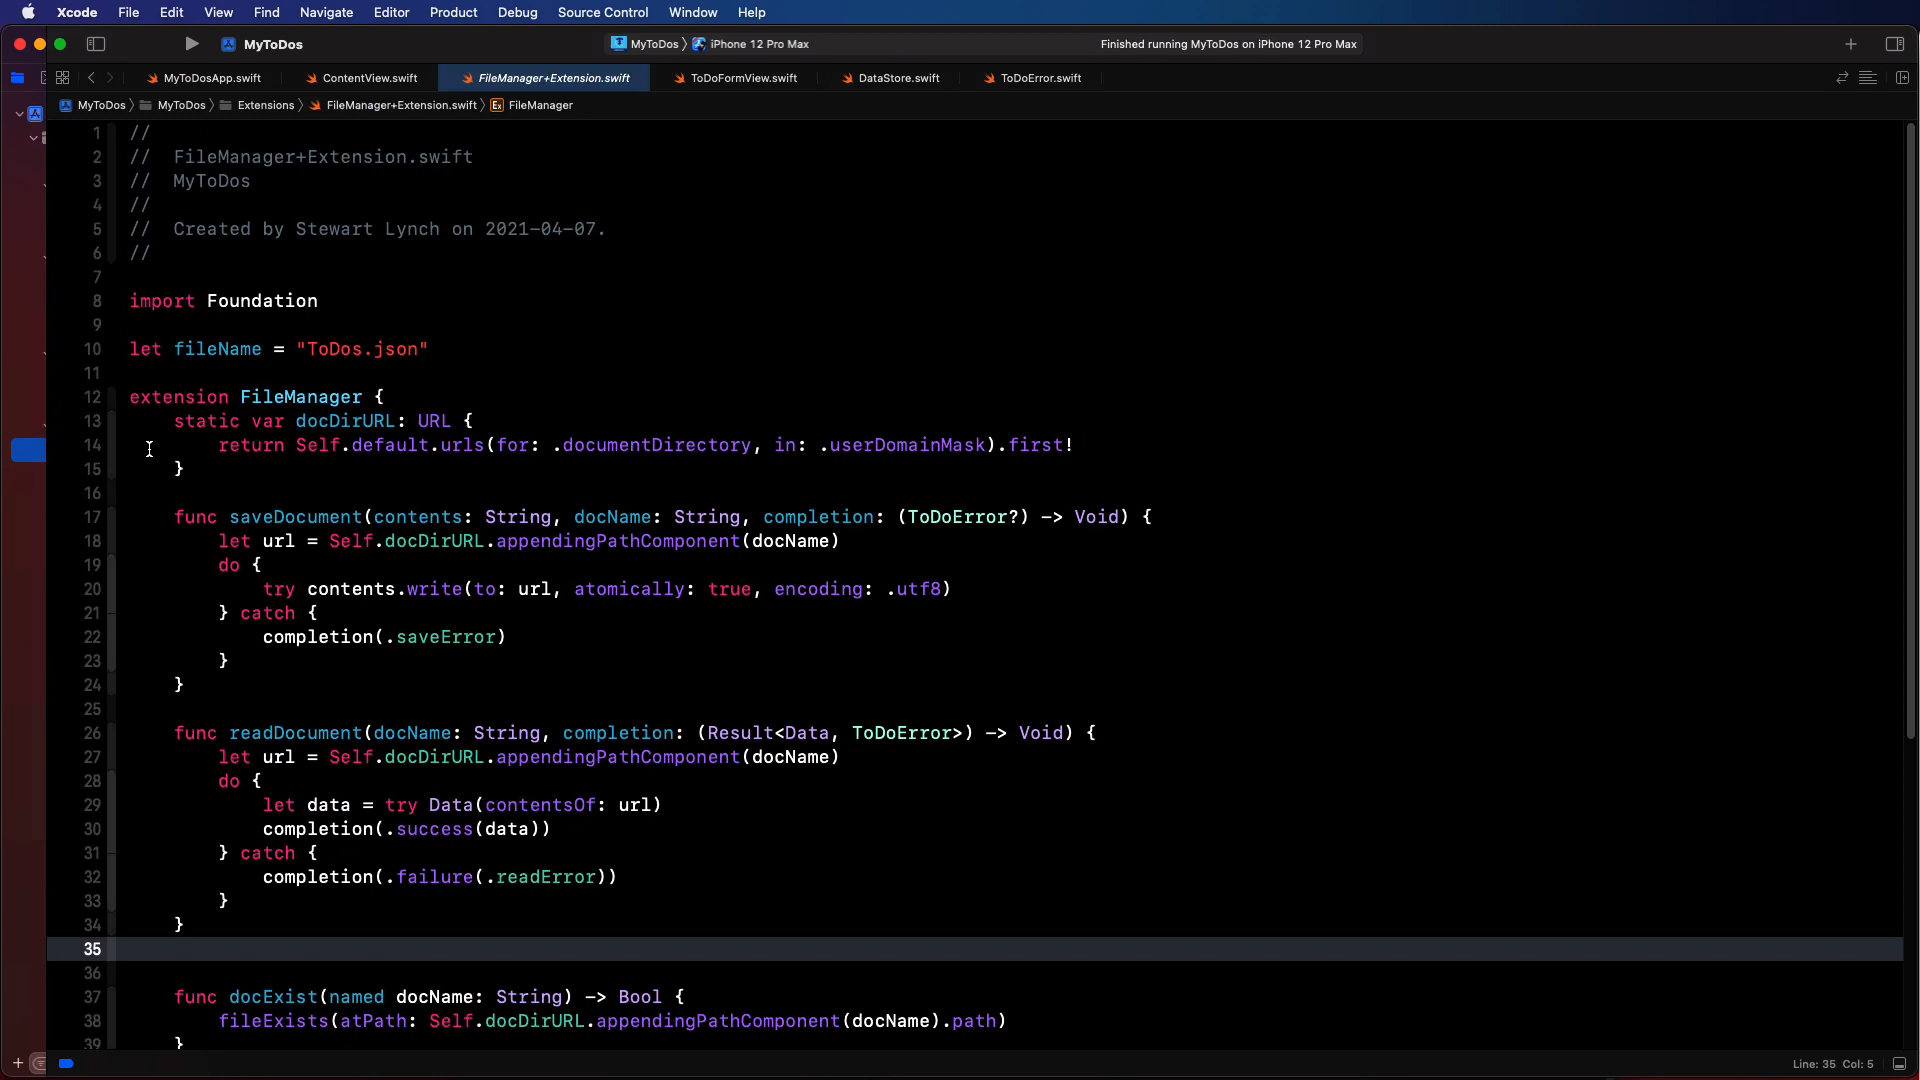 Xcode File Edit View Find Navigate Editor Product Debug Source Control Window Help
MyToDos
MyToDos iPhone 12 Pro Max
Finished running MyToDos on iPhone 12 Pro Max
MyToDosApp.swift ContentView.swift FileManager+Extension.swift ToDoFormView.swift DataStore.swift ToDoError.swift
MyToDos MyToDos Extensions FileManager+Extension.swift Ex FileManager
1 //
2 //  FileManager+Extension.swift
3 //  MyToDos
4 //
5 //  Created by Stewart Lynch on 2021-04-07.
6 //
7
8 import Foundation
9
10 let fileName = "ToDos.json"
11
12 extension FileManager {
13     static var docDirURL: URL {
14         return Self.default.urls(for: .documentDirectory, in: .userDomainMask).first!
15     }
16
17     func saveDocument(contents: String, docName: String, completion: (ToDoError?) -> Void) {
18         let url = Self.docDirURL.appendingPathComponent(docName)
19         do {
20             try contents.write(to: url, atomically: true, encoding: .utf8)
21         } catch {
22             completion(.saveError)
23         }
24     }
25
26     func readDocument(docName: String, completion: (Result<Data, ToDoError>) -> Void) {
27         let url = Self.docDirURL.appendingPathComponent(docName)
28         do {
29             let data = try Data(contentsOf: url)
30             completion(.success(data))
31         } catch {
32             completion(.failure(.readError))
33         }
34     }
35
36
37     func docExist(named docName: String) -> Bool {
38         fileExists(atPath: Self.docDirURL.appendingPathComponent(docName).path)
39     }
Line: 35 Col: 5